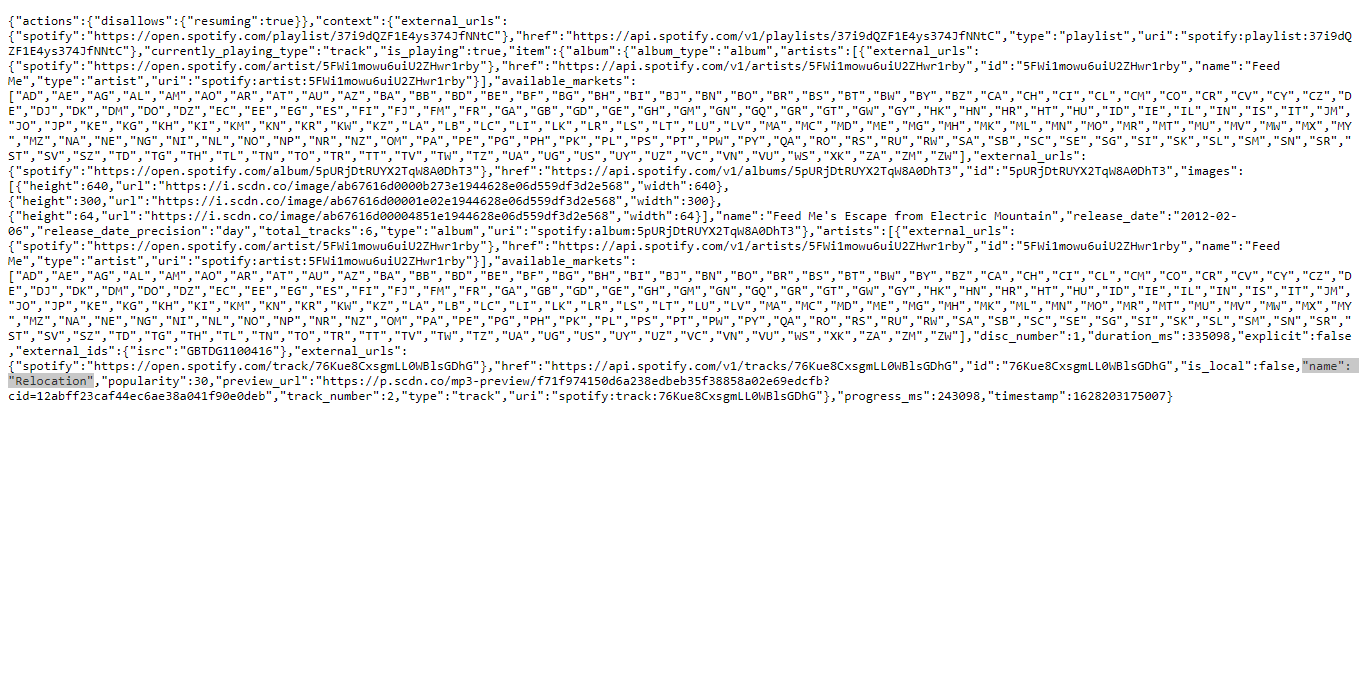 {"actions":{"disallows":{"resuming":true}},"context":{"external_urls":
{"spotify":"https://open.spotify.com/playlist/37i9dQZF1E4ys374JfNNtC"},"href":"https://api.spotify.com/v1/playlists/37i9dQZF1E4ys374JfNNtC","type":"playlist","uri":"spotify:playlist:37i9dQ
ZF1E4ys374JfNNtC"},"currently_playing_type":"track","is_playing":true,"item":{"album":{"album_type":"album","artists":[{"external_urls":
{"spotify":"https://open.spotify.com/artist/5FWi1mowu6uiU2ZHwr1rby"},"href":"https://api.spotify.com/v1/artists/5FWi1mowu6uiU2ZHwr1rby","id":"5FWi1mowu6uiU2ZHwr1rby","name":"Feed
Me","type":"artist","uri":"spotify:artist:5FWi1mowu6uiU2ZHwr1rby"}],"available_markets":
["AD","AE","AG","AL","AM","AO","AR","AT","AU","AZ","BA","BB","BD","BE","BF","BG","BH","BI","BJ","BN","BO","BR","BS","BT","BW","BY","BZ","CA","CH","CI","CL","CM","CO","CR","CV","CY","CZ","D
E","DJ","DK","DM","DO","DZ","EC","EE","EG","ES","FI","FJ","FM","FR","GA","GB","GD","GE","GH","GM","GN","GQ","GR","GT","GW","GY","HK","HN","HR","HT","HU","ID","IE","IL","IN","IS","IT","JM",
"JO","JP","KE","KG","KH","KI","KM","KN","KR","KW","KZ","LA","LB","LC","LI","LK","LR","LS","LT","LU","LV","MA","MC","MD","ME","MG","MH","MK","ML","MN","MO","MR","MT","MU","MV","MW","MX","MY
","MZ","NA","NE","NG","NI","NL","NO","NP","NR","NZ","OM","PA","PE","PG","PH","PK","PL","PS","PT","PW","PY","QA","RO","RS","RU","RW","SA","SB","SC","SE","SG","SI","SK","SL","SM","SN","SR","
ST","SV","SZ","TD","TG","TH","TL","TN","TO","TR","TT","TV","TW","TZ","UA","UG","US","UY","UZ","VC","VN","VU","WS","XK","ZA","ZM","ZW"],"external_urls":
{"spotify":"https://open.spotify.com/album/5pURjDtRUYX2TqW8A0DhT3"},"href":"https://api.spotify.com/v1/albums/5pURjDtRUYX2TqW8A0DhT3","id":"5pURjDtRUYX2TqW8A0DhT3","images":
[{"height":640,"url":"https://i.scdn.co/image/ab67616d0000b273e1944628e06d559df3d2e568","width":640},
{"height":300,"url":"https://i.scdn.co/image/ab67616d00001e02e1944628e06d559df3d2e568","width":300},
{"height":64,"url":"https://i.scdn.co/image/ab67616d00004851e1944628e06d559df3d2e568","width":64}],"name":"Feed Me's Escape from Electric Mountain","release_date":"2012-02-
06","release_date_precision":"day","total_tracks":6,"type":"album","uri":"spotify:album:5pURjDtRUYX2TqW8A0DhT3"},"artists":[{"external_urls":
{"spotify":"https://open.spotify.com/artist/5FWi1mowu6uiU2ZHwr1rby"},"href":"https://api.spotify.com/v1/artists/5FWi1mowu6uiU2ZHwr1rby","id":"5FWi1mowu6uiU2ZHwr1rby","name":"Feed
Me","type":"artist","uri":"spotify:artist:5FWi1mowu6uiU2ZHwr1rby"}],"available_markets":
["AD","AE","AG","AL","AM","AO","AR","AT","AU","AZ","BA","BB","BD","BE","BF","BG","BH","BI","BJ","BN","BO","BR","BS","BT","BW","BY","BZ","CA","CH","CI","CL","CM","CO","CR","CV","CY","CZ","D
E","DJ","DK","DM","DO","DZ","EC","EE","EG","ES","FI","FJ","FM","FR","GA","GB","GD","GE","GH","GM","GN","GQ","GR","GT","GW","GY","HK","HN","HR","HT","HU","ID","IE","IL","IN","IS","IT","JM",
"JO","JP","KE","KG","KH","KI","KM","KN","KR","KW","KZ","LA","LB","LC","LI","LK","LR","LS","LT","LU","LV","MA","MC","MD","ME","MG","MH","MK","ML","MN","MO","MR","MT","MU","MV","MW","MX","MY
","MZ","NA","NE","NG","NI","NL","NO","NP","NR","NZ","OM","PA","PE","PG","PH","PK","PL","PS","PT","PW","PY","QA","RO","RS","RU","RW","SA","SB","SC","SE","SG","SI","SK","SL","SM","SN","SR","
ST","SV","SZ","TD","TG","TH","TL","TN","TO","TR","TT","TV","TW","TZ","UA","UG","US","UY","UZ","VC","VN","VU","WS","XK","ZA","ZM","ZW"],"disc_number":1,"duration_ms":335098,"explicit":false
,"external_ids":{"isrc":"GBTDG1100416"},"external_urls":
{"spotify":"https://open.spotify.com/track/76Kue8CxsgmLL0WBlsGDhG"},"href":"https://api.spotify.com/v1/tracks/76Kue8CxsgmLL0WBlsGDhG","id":"76Kue8CxsgmLL0WBlsGDhG","is_local":false,"name":
"Relocation","popularity":30,"preview_url":"https://p.scdn.co/mp3-preview/f71f974150d6a238edbeb35f38858a02e69edcfb?
cid=12abff23caf44ec6ae38a041f90e0deb","track_number":2,"type":"track","uri":"spotify:track:76Kue8CxsgmLL0WBlsGDhG"},"progress_ms":243098,"timestamp":1628203175007}